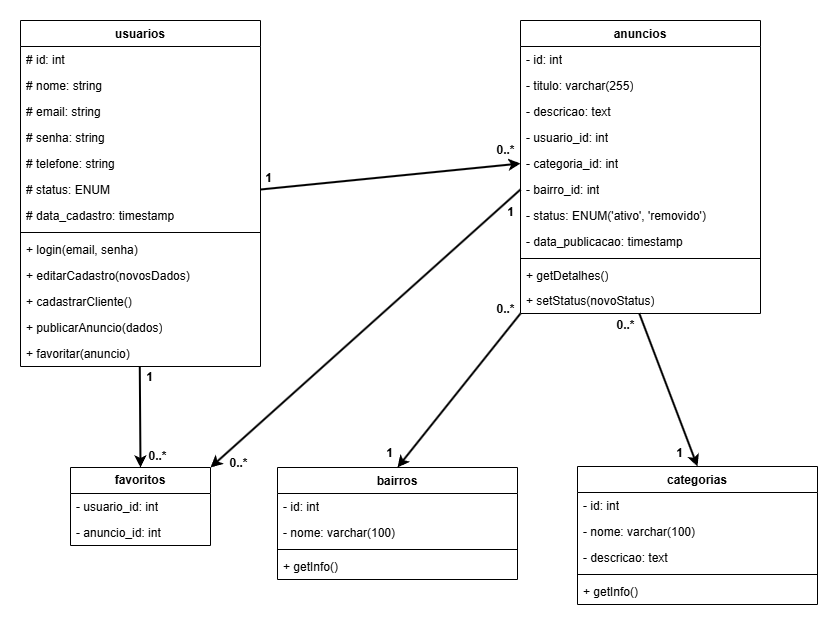 usuarios
# id: int
# nome: string
# email: string
# senha: string
# telefone: string
# status: ENUM
# data_cadastro: timestamp
+ login(email, senha)
+ editarCadastro(novosDados)
+ cadastrarCliente()
+ publicarAnuncio(dados)
+ favoritar(anuncio)
anuncios
- id: int
- titulo: varchar(255)
- descricao: text
- usuario_id: int
- categoria_id: int
- bairro_id: int
- status: ENUM('ativo', 'removido')
- data_publicacao: timestamp
+ getDetalhes()
+ setStatus(novoStatus)
1
0..*
1
0..*
1
0..*
0..*
1
0..*
1
favoritos
- usuario_id: int
- anuncio_id: int
bairros
- id: int
- nome: varchar(100)
+ getInfo()
categorias
- id: int
- nome: varchar(100)
- descricao: text
+ getInfo()